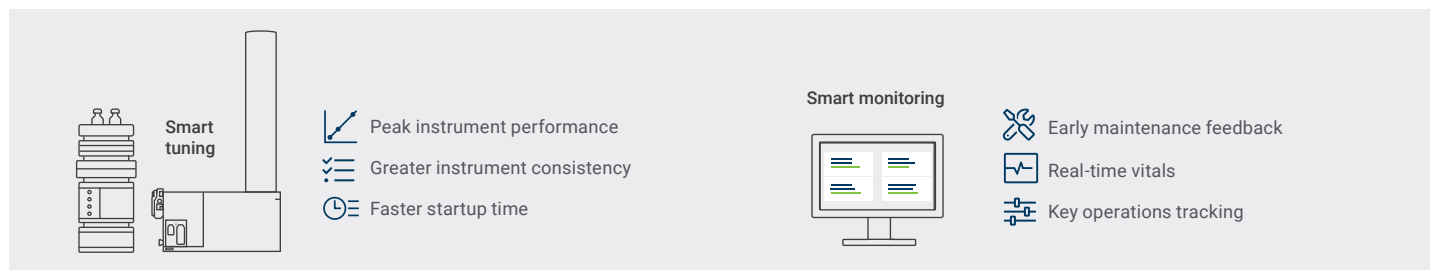 Smart
tuning
Peak instrument performance
Greater instrument consistency
Faster startup time
Smart monitoring
Early maintenance feedback
Real-time vitals
Key operations tracking